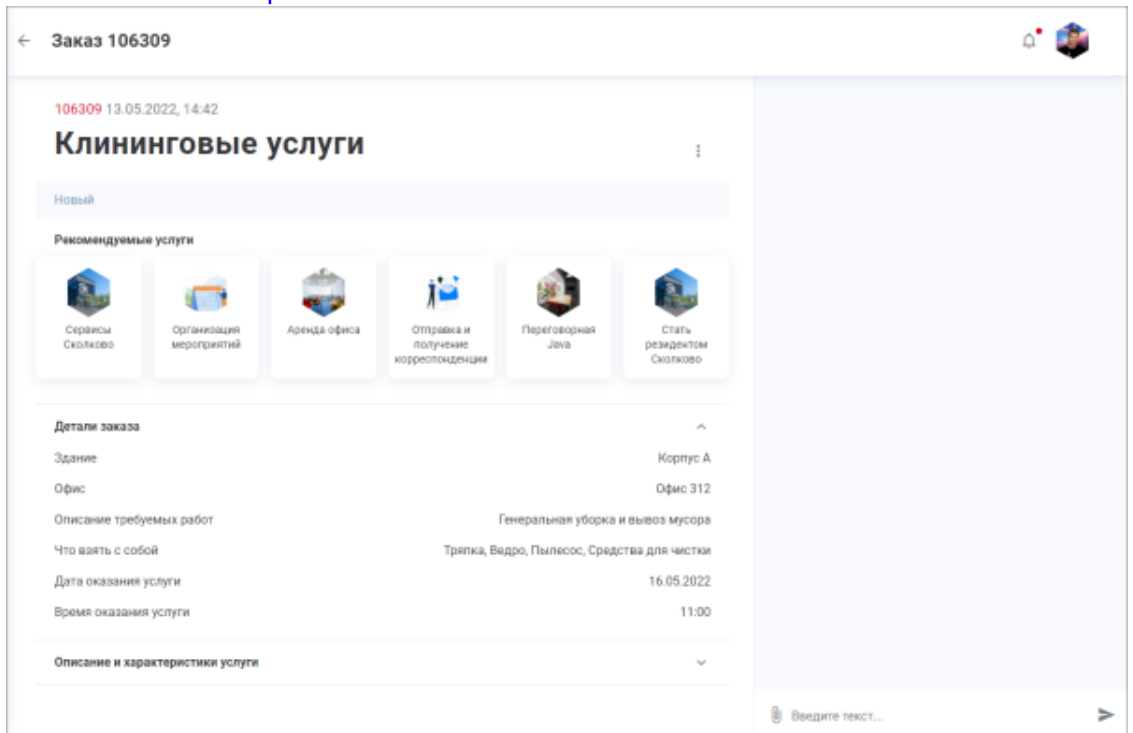 Заказ 106309
106309 13.05.2022, 14:42
Клининговые услуги
Новый
Рекомендуемые услуги
Сервисы
Сколково
Организация
мероприятий
Аренда офиса
Отправка и
получение
корреспонденции
Переговорная
Java
Стать
резидентом
Сколково
Детали заказа
Здание Корпус А
Офис Офис 312
Описание требуемых работ Генеральная уборка и вывоз мусора
Что взять с собой Тряпка, Ведро, Пылесос, Средства для чистки
Дата оказания услуги 16.05.2022
Время оказания услуги 11:00
Описание и характеристики услуги
Введите текст...